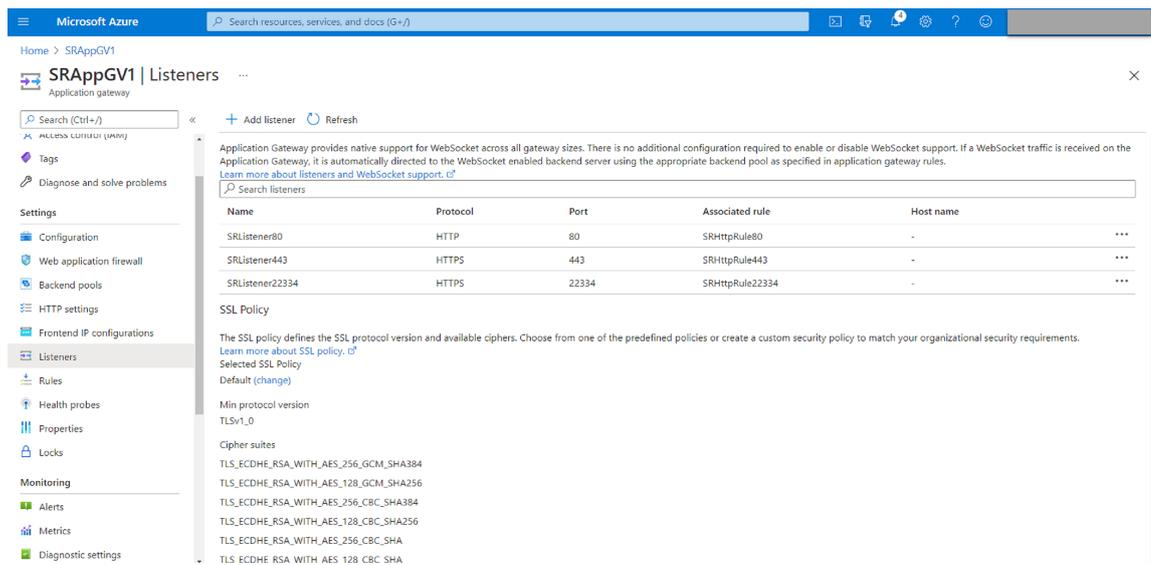 Microsoft Azure
Search resources, services, and docs (G+/)
4
Home > SRAppGV1
SRAppGV1 | Listeners ...
Application gateway
Search (Ctrl+/) «
Access control (IAM)
Tags
Diagnose and solve problems
Settings
Configuration
Web application firewall
Backend pools
HTTP settings
Frontend IP configurations
Listeners
Rules
Health probes
Properties
Locks
Monitoring
Alerts
Metrics
Diagnostic settings
+ Add listener Refresh
Application Gateway provides native support for WebSocket across all gateway sizes. There is no additional configuration required to enable or disable WebSocket support. If a WebSocket traffic is received on the
Application Gateway, it is automatically directed to the WebSocket enabled backend server using the appropriate backend pool as specified in application gateway rules.
Learn more about listeners and WebSocket support.
Search listeners
Name Protocol Port Associated rule Host name
SRListener80 HTTP 80 SRHttpRule80 - ...
SRListener443 HTTPS 443 SRHttpRule443 - ...
SRListener22334 HTTPS 22334 SRHttpRule22334 - ...
SSL Policy
The SSL policy defines the SSL protocol version and available ciphers. Choose from one of the predefined policies or create a custom security policy to match your organizational security requirements.
Learn more about SSL policy.
Selected SSL Policy
Default (change)
Min protocol version
TLSv1_0
Cipher suites
TLS_ECDHE_RSA_WITH_AES_256_GCM_SHA384
TLS_ECDHE_RSA_WITH_AES_128_GCM_SHA256
TLS_ECDHE_RSA_WITH_AES_256_CBC_SHA384
TLS_ECDHE_RSA_WITH_AES_128_CBC_SHA256
TLS_ECDHE_RSA_WITH_AES_256_CBC_SHA
TLS_ECDHE_RSA_WITH_AES_128_CBC_SHA